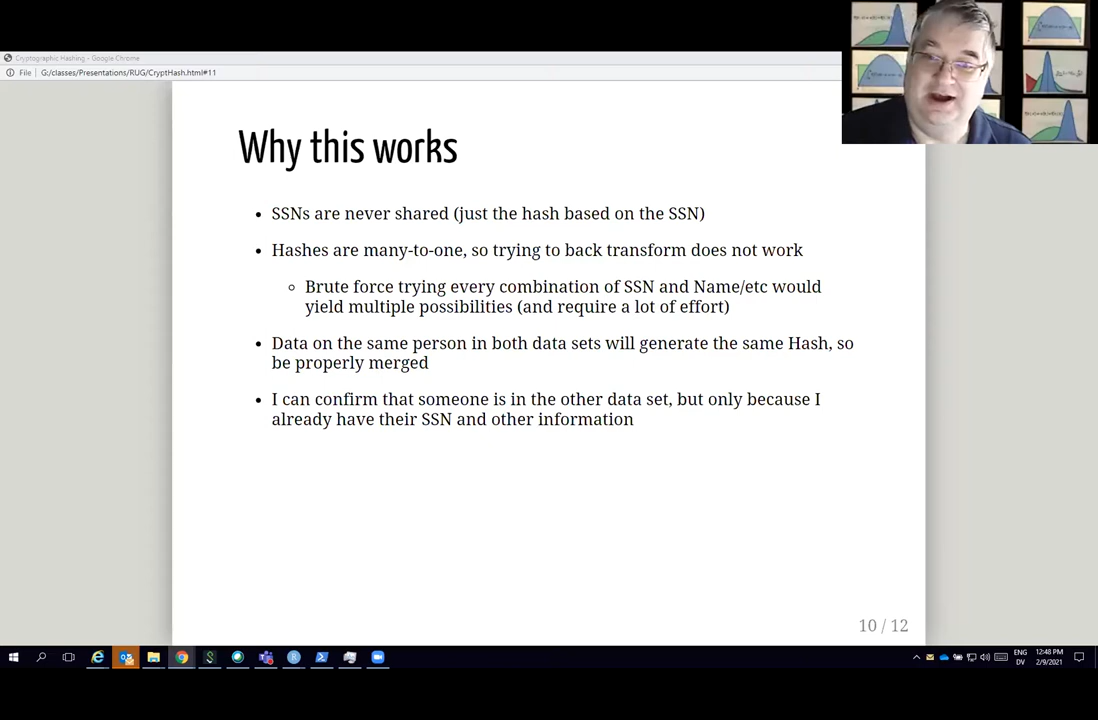 Cryptographic Hashing - Google Chrome
File
G:/classes/Presentations/RUG/CryptHash.html#11
Why this works
• SSNs are never shared (just the hash based on the SSN)
• Hashes are many-to-one, so trying to back transform does not work
◦ Brute force trying every combination of SSN and Name/etc would
yield multiple possibilities (and require a lot of effort)
• Data on the same person in both data sets will generate the same Hash, so
be properly merged
• I can confirm that someone is in the other data set, but only because I
already have their SSN and other information
10 / 12
ENG
DV
12:48 PM
2/9/2021